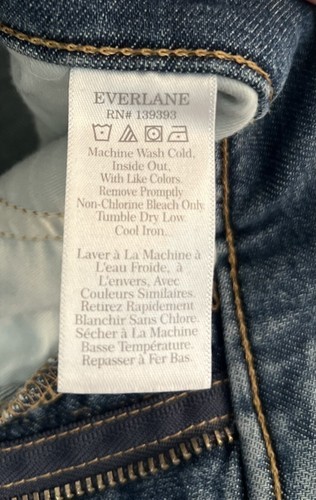 EVERLANE
RN# 139393
Machine Wash Cold,
Inside Out,
With Like Colors.
Remove Promptly
Non-Chlorine Bleach Only
Tumble Dry Low
Cool Iron.
Laver à La Machine à
L'eau Froide, à
L'envers, Avec
Couleurs Similaires.
Retirez Rapidement
Blanchir Sans Chlore.
Sécher à La Machine
Basse Température.
Repasser à Fer Bas.